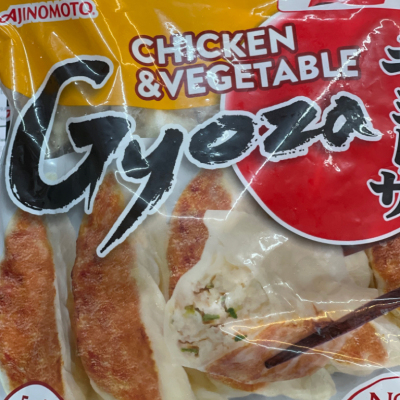 AJINOMOTO
CHICKEN
&VEGETABLE
Gyoza